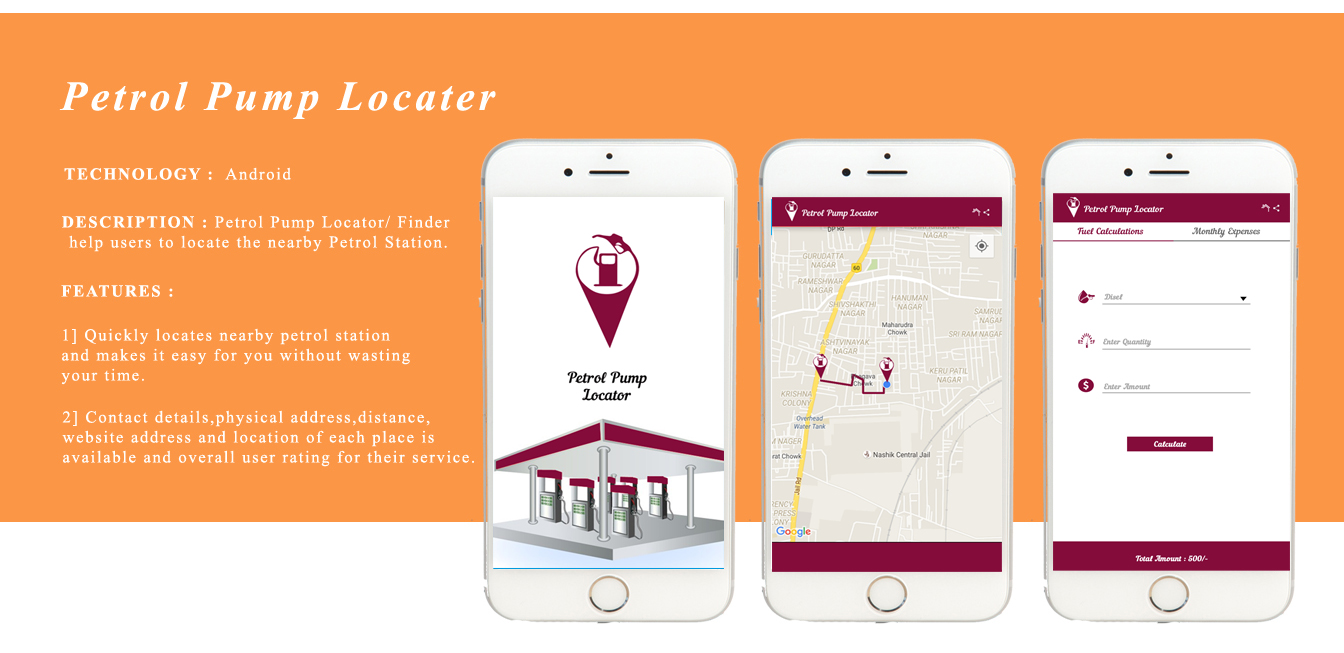 Petrol Pump Locater
TECHNOLOGY : Android
DESCRIPTION : Petrol Pump Locator/ Finder
help users to locate the nearby Petrol Station.
FEATURES :
1] Quickly locates nearby petrol station
and makes it easy for you without wasting
your time.
2] Contact details,physical address,distance,
website address and location of each place is
available and overall user rating for their service.
Petrol Pump
Locator
Petrol Pump Locator
DP Rd
NAGAR
GURUDATTA
NAGAR
60
RAMESHWAR
NAGAR
HANUMAN
NAGAR
SHIVSHAKTHI
NAGAR
SAMRUD
NAGAR
Maharudra
Chowk
SRI RAM NAGAR
ASHTVINAYAK
NAGAR
KERU PATIL
NAGAR
Chowk
KRISHNA
COLONY
Overhead
Water Tank
NAGER
rat Chowk
Nashik Central Jail
Jail Rd
RENCY
PRESS
ONY
Google
Petrol Pump Locator
Fuel Calculations
Monthly Expenses
Disel
E F
Enter Quantity
$
Enter Amount
Calculate
Total Amount : 500/-